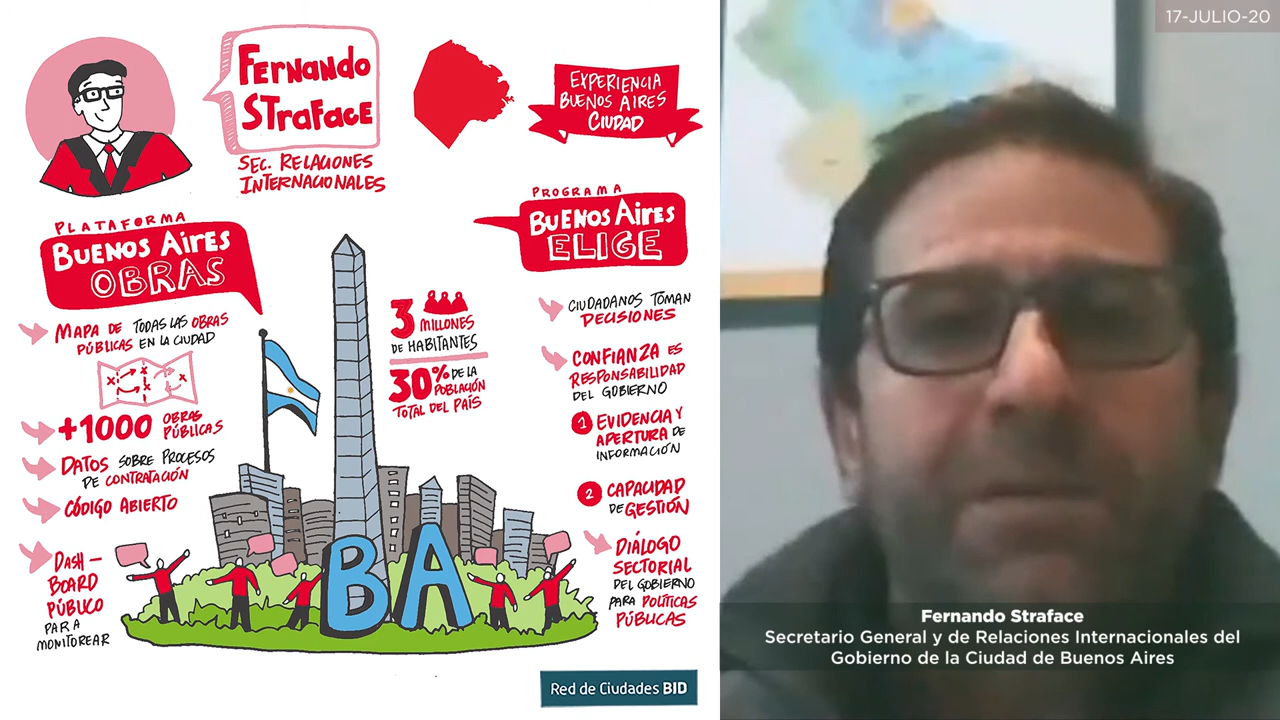 FERNANDO
STRAFACE
SEC. RELACIONES
INTERNACIONALES
EXPERIENCIA
BUENOS AIRES
CIUDAD
PLATAFORMA
BUENOS AIRES
OBRAS
MAPA DE TODAS LAS OBRAS
PÚBLICAS EN LA CIUDAD
+1000 OBRAS
PÚBLICAS
DATOS SOBRE PROCESOS
DE CONTRATACIÓN
CÓDIGO ABIERTO
DASH-
BOARD
PÚBLICO
PARA
MONITOREAR
3 MILLONES
DE HABITANTES
30% DE LA
POBLACIÓN
TOTAL DEL PAÍS
BA
PROGRAMA
BUENOS AIRES
ELIGE
CIUDADANOS TOMAN
DECISIONES
CONFIANZA ES
RESPONSABILIDAD
DEL GOBIERNO
1 EVIDENCIA Y
APERTURA DE
INFORMACIÓN
2 CAPACIDAD
DE GESTIÓN
DIÁLOGO
SECTORIAL
DEL GOBIERNO
PARA POLÍTICAS
PÚBLICAS
Red de Ciudades BID
17-JULIO-20
Fernando Straface
Secretario General y de Relaciones Internacionales del
Gobierno de la Ciudad de Buenos Aires